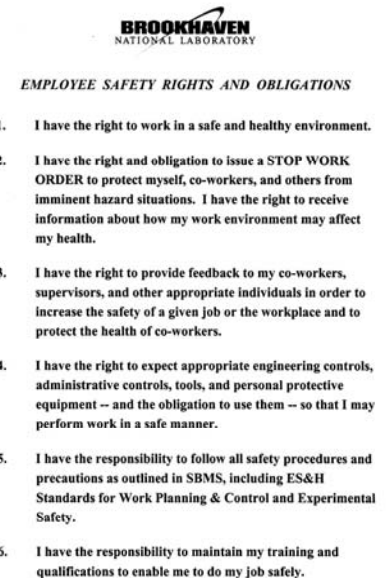 BROOKHAVEN
NATIONAL LABORATORY
EMPLOYEE SAFETY RIGHTS AND OBLIGATIONS
1. I have the right to work in a safe and healthy environment.
2. I have the right and obligation to issue a STOP WORK
ORDER to protect myself, co-workers, and others from
imminent hazard situations. I have the right to receive
information about how my work environment may affect
my health.
3. I have the right to provide feedback to my co-workers,
supervisors, and other appropriate individuals in order to
increase the safety of a given job or the workplace and to
protect the health of co-workers.
4. I have the right to expect appropriate engineering controls,
administrative controls, tools, and personal protective
equipment -- and the obligation to use them -- so that I may
perform work in a safe manner.
5. I have the responsibility to follow all safety procedures and
precautions as outlined in SBMS, including ES&H
Standards for Work Planning & Control and Experimental
Safety.
6. I have the responsibility to maintain my training and
qualifications to enable me to do my job safely.